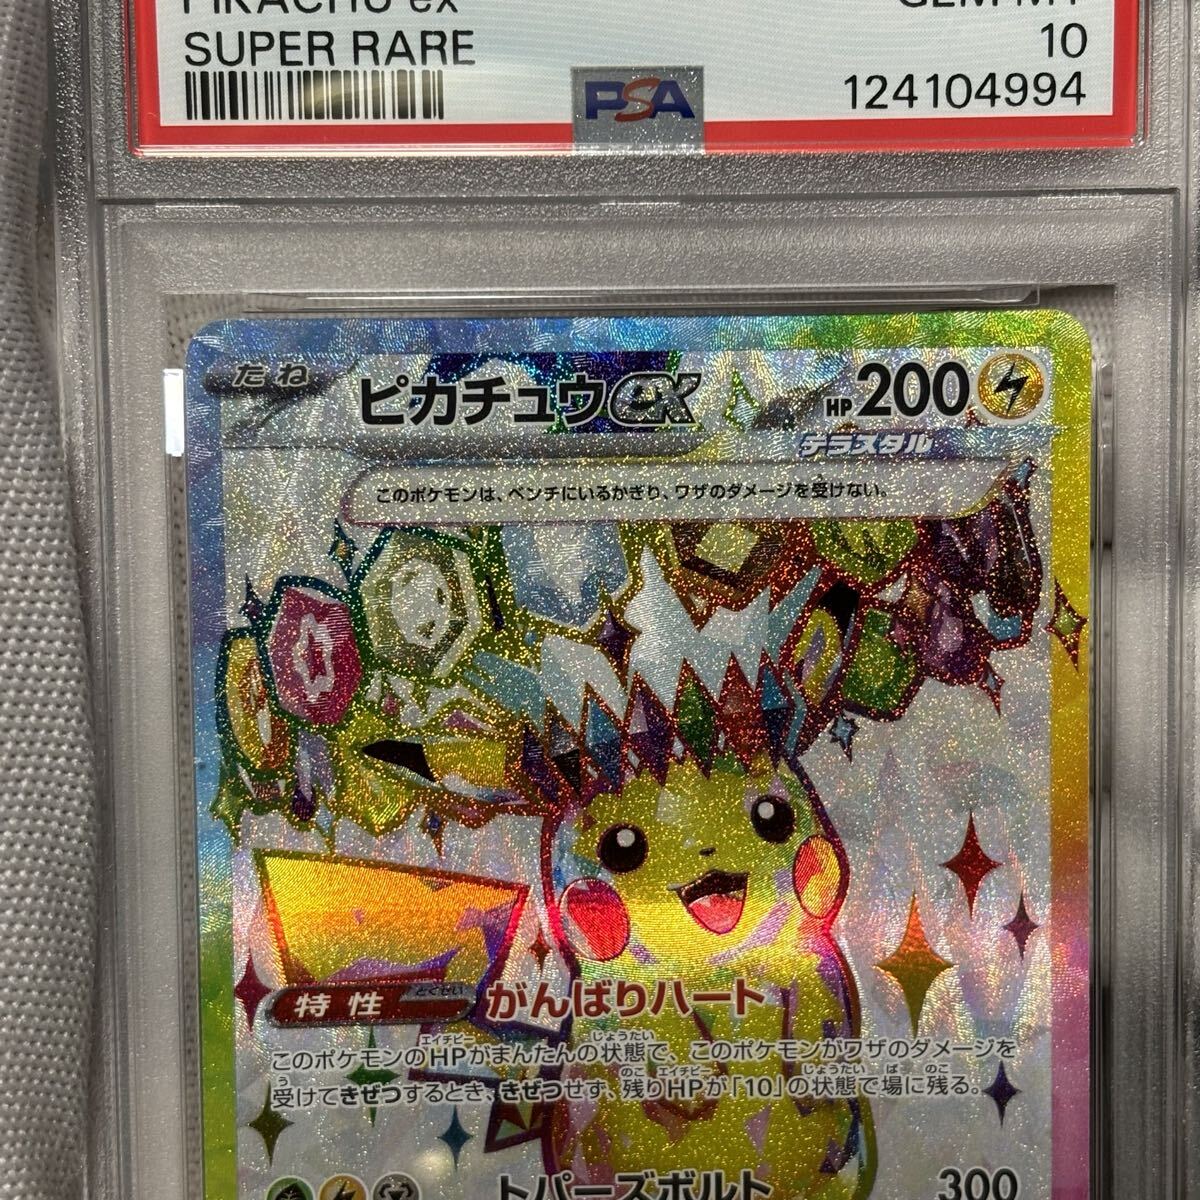 PIKACHU ex
GEM MT
SUPER RARE
10
PSA
124104994
たね
ピカチュウex
HP 200
テラスタル
このポケモンは、ベンチにいるかぎり、ワザのダメージを受けない。
特性 とくせい がんばりハート
このポケモンのHPがまんたんの状態で、このポケモンがワザのダメージを
受けてきぜつするとき、きぜつせず、残りHPが「10」の状態で場に残る。
トパーズボルト 300